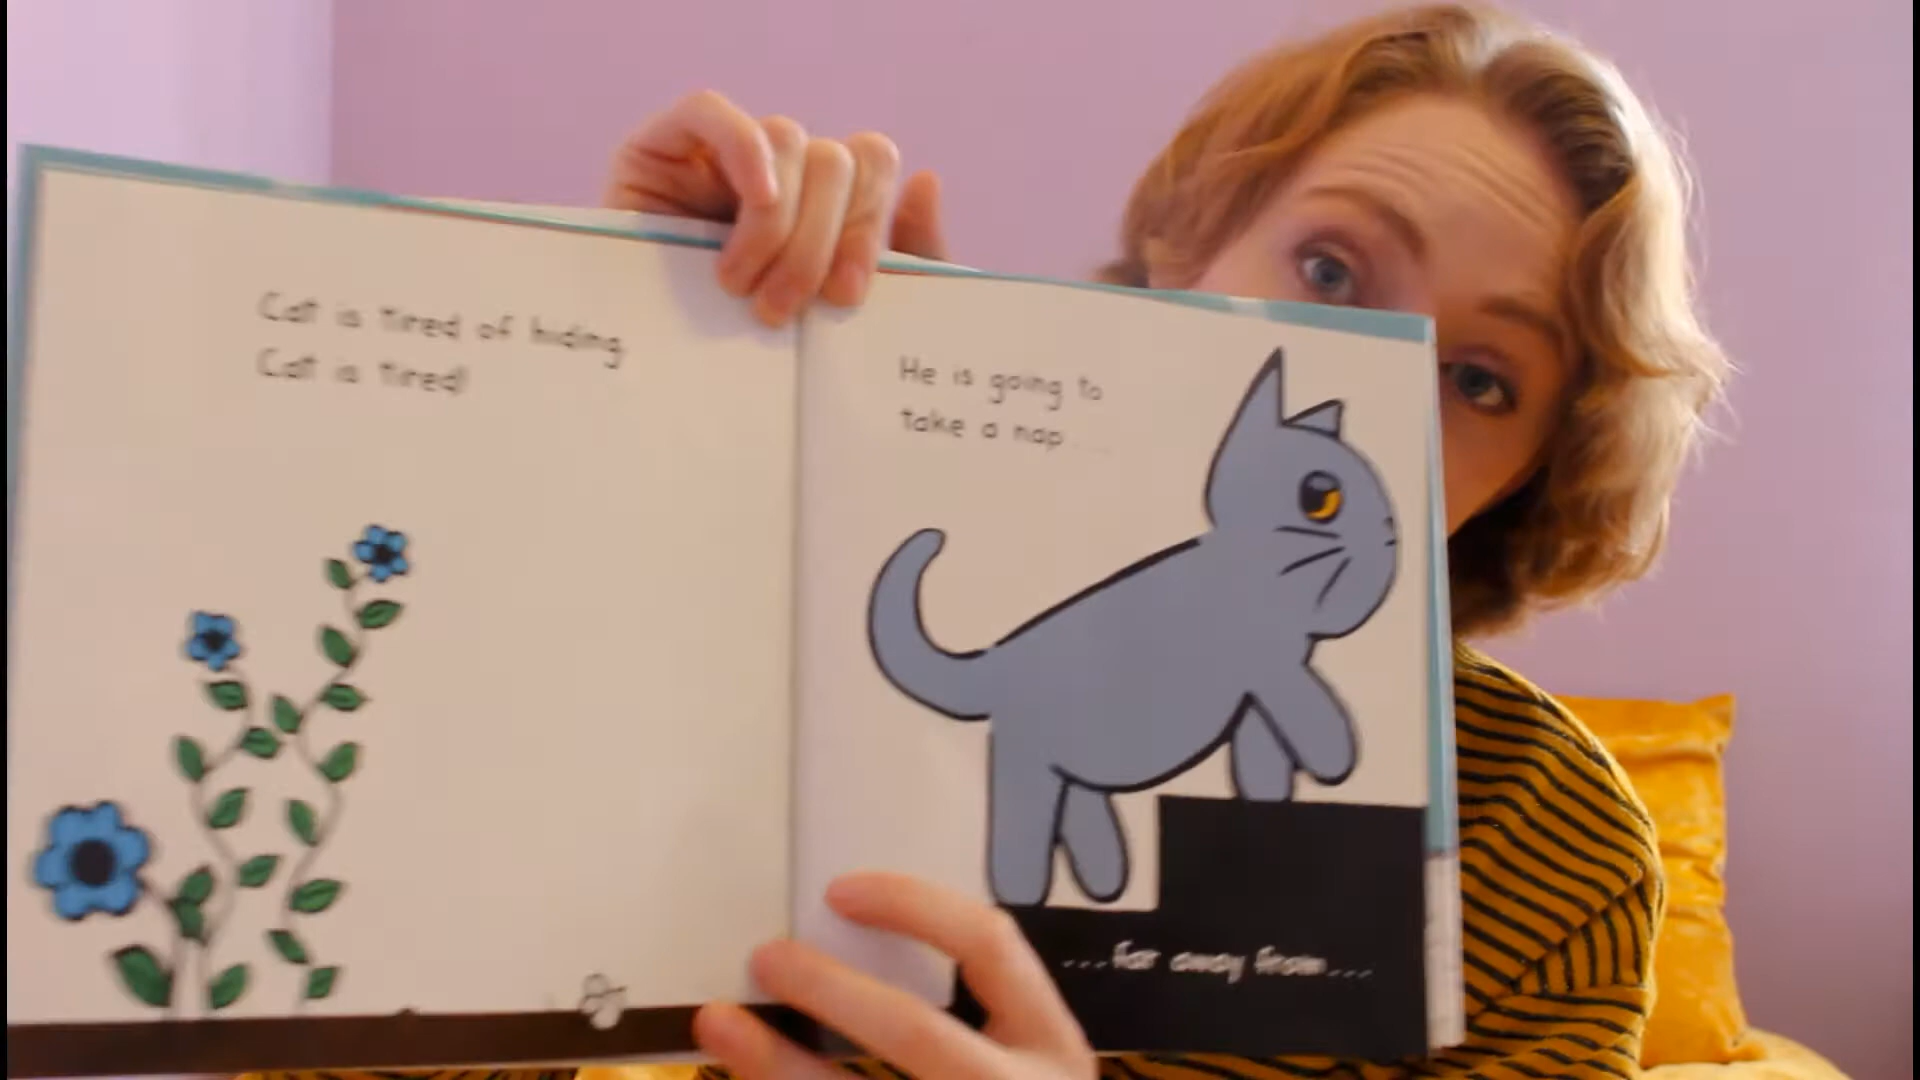 Cat is tired of hiding.
Cat is tired!
He is going to
take a nap ....
...far away from...